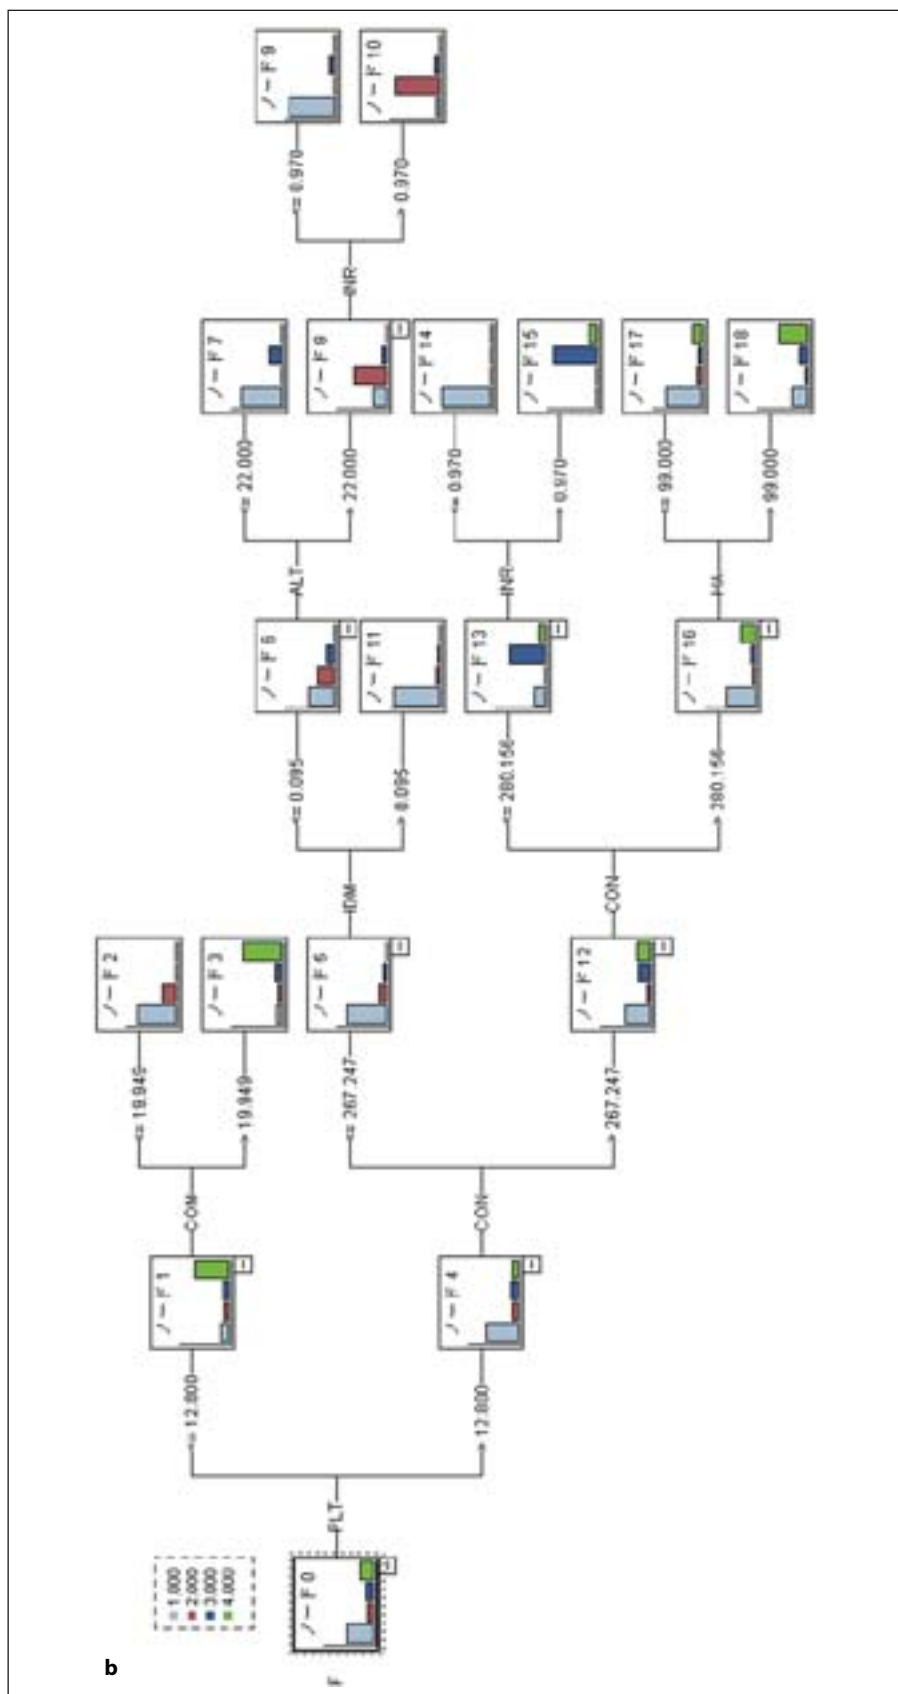 b
F
1.000
2.000
3.000
4.000
ノード 0
PLT
<= 12.800
> 12.800
ノード 1
ノード 4
COM
CON
<= 19.949
> 19.949
<= 267.247
> 267.247
ノード 2
ノード 3
ノード 5
ノード 12
IDM
CON
<= 0.095
> 0.095
<= 280.156
> 280.156
ノード 6
ノード 11
ノード 13
ノード 16
ALT
INR
<= 22.000
> 22.000
<= 0.970
> 0.970
<= 99.000
> 99.000
ノード 7
ノード
ノード 14
ノード 15
ノード 17
ノード 18
INR
<= 0.970
> 0.970
ノード 9
ノード 10